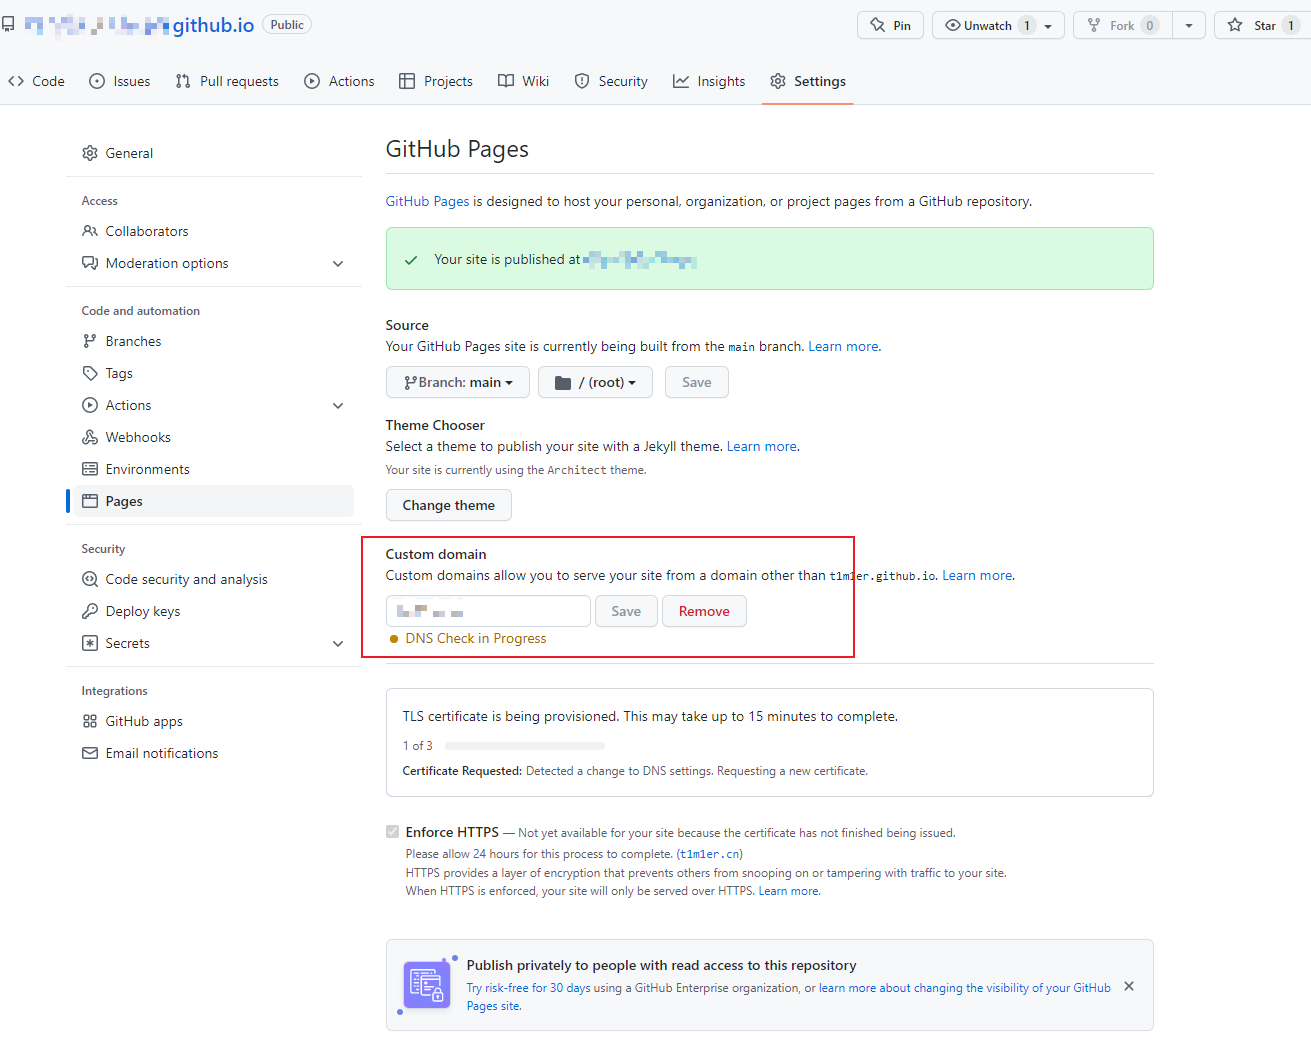 github.io Public
Pin Unwatch 1 Fork 0 Star 1
Code Issues Pull requests Actions Projects Wiki Security Insights Settings
General
Access
Collaborators
Moderation options
Code and automation
Branches
Tags
Actions
Webhooks
Environments
Pages
Security
Code security and analysis
Deploy keys
Secrets
Integrations
GitHub apps
Email notifications
GitHub Pages
GitHub Pages is designed to host your personal, organization, or project pages from a GitHub repository.
Your site is published at
Source
Your GitHub Pages site is currently being built from the main branch. Learn more.
Branch: main / (root) Save
Theme Chooser
Select a theme to publish your site with a Jekyll theme. Learn more.
Your site is currently using the Architect theme.
Change theme
Custom domain
Custom domains allow you to serve your site from a domain other than t1m1er.github.io. Learn more.
Save Remove
DNS Check in Progress
TLS certificate is being provisioned. This may take up to 15 minutes to complete.
1 of 3
Certificate Requested: Detected a change to DNS settings. Requesting a new certificate.
Enforce HTTPS — Not yet available for your site because the certificate has not finished being issued.
Please allow 24 hours for this process to complete. (t1m1er.cn)
HTTPS provides a layer of encryption that prevents others from snooping on or tampering with traffic to your site.
When HTTPS is enforced, your site will only be served over HTTPS. Learn more.
Publish privately to people with read access to this repository
Try risk-free for 30 days using a GitHub Enterprise organization, or learn more about changing the visibility of your GitHub
Pages site.